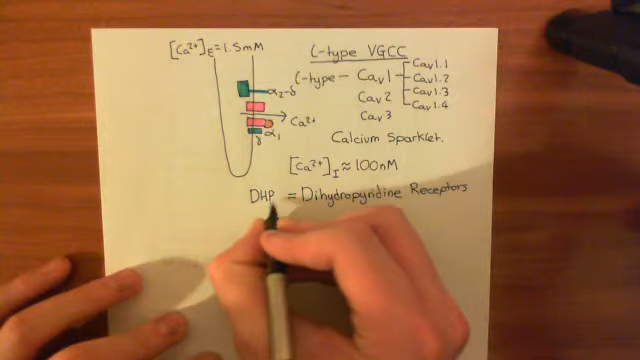 [Ca²⁺]E = 1.5mM
L-type VGCC
L-type — Cav1
Cav1.1
Cav1.2
Cav1.3
Cav1.4
Cav2
Cav3
α₂-δ
Ca²⁺
α₁
γ
Calcium Sparklet.
[Ca²⁺]I ≈ 100nM
DHP = Dihydropyridine Receptors